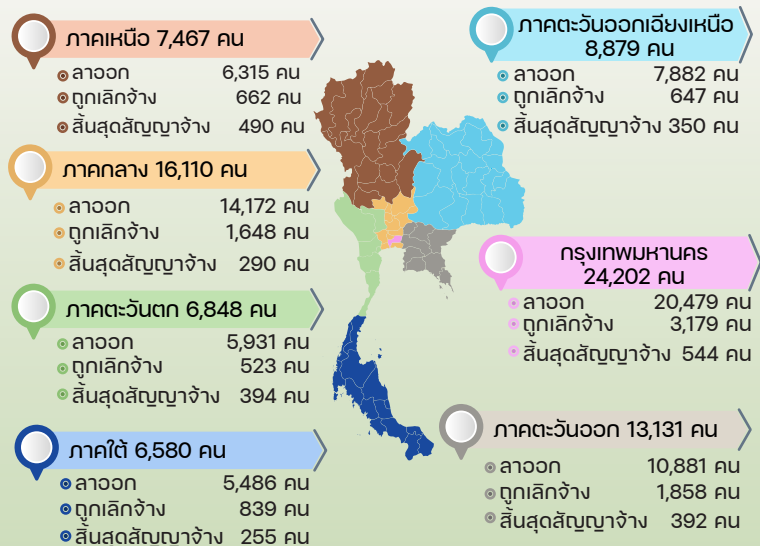 ภาคเหนือ 7,467 คน
ลาออก 6,315 คน
ถูกเลิกจ้าง 662 คน
สิ้นสุดสัญญาจ้าง 490 คน
ภาคกลาง 16,110 คน
ลาออก 14,172 คน
ถูกเลิกจ้าง 1,648 คน
สิ้นสุดสัญญาจ้าง 290 คน
ภาคตะวันตก 6,848 คน
ลาออก 5,931 คน
ถูกเลิกจ้าง 523 คน
สิ้นสุดสัญญาจ้าง 394 คน
ภาคใต้ 6,580 คน
ลาออก 5,486 คน
ถูกเลิกจ้าง 839 คน
สิ้นสุดสัญญาจ้าง 255 คน
ภาคตะวันออกเฉียงเหนือ
8,879 คน
ลาออก 7,882 คน
ถูกเลิกจ้าง 647 คน
สิ้นสุดสัญญาจ้าง 350 คน
กรุงเทพมหานคร
24,202 คน
ลาออก 20,479 คน
ถูกเลิกจ้าง 3,179 คน
สิ้นสุดสัญญาจ้าง 544 คน
ภาคตะวันออก 13,131 คน
ลาออก 10,881 คน
ถูกเลิกจ้าง 1,858 คน
สิ้นสุดสัญญาจ้าง 392 คน